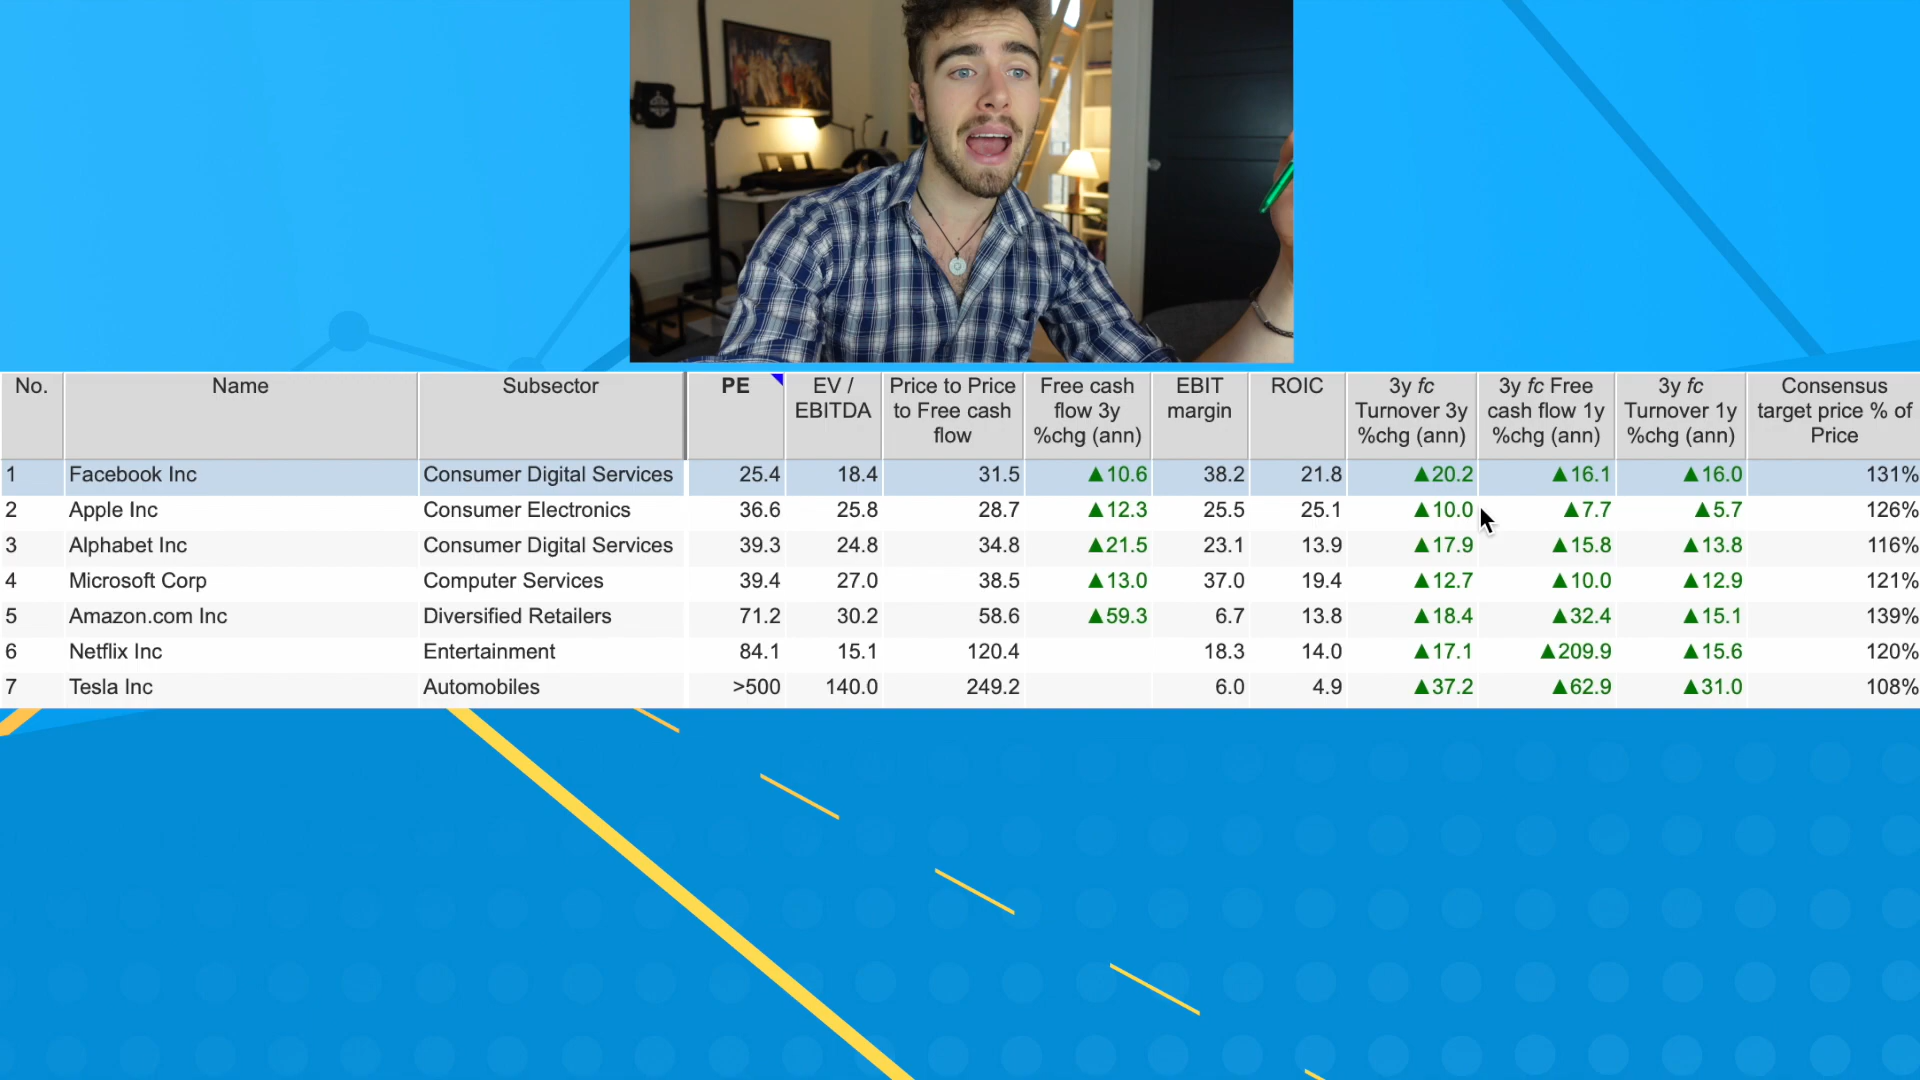 No. Name Subsector PE EV / EBITDA Price to Price to Free cash flow Free cash flow 3y %chg (ann) EBIT margin ROIC 3y fc Turnover 3y %chg (ann) 3y fc Free cash flow 1y %chg (ann) 3y fc Turnover 1y %chg (ann) Consensus target price % of Price
1 Facebook Inc Consumer Digital Services 25.4 18.4 31.5 ▲10.6 38.2 21.8 ▲20.2 ▲16.1 ▲16.0 131%
2 Apple Inc Consumer Electronics 36.6 25.8 28.7 ▲12.3 25.5 25.1 ▲10.0 ▲7.7 ▲5.7 126%
3 Alphabet Inc Consumer Digital Services 39.3 24.8 34.8 ▲21.5 23.1 13.9 ▲17.9 ▲15.8 ▲13.8 116%
4 Microsoft Corp Computer Services 39.4 27.0 38.5 ▲13.0 37.0 19.4 ▲12.7 ▲10.0 ▲12.9 121%
5 Amazon.com Inc Diversified Retailers 71.2 30.2 58.6 ▲59.3 6.7 13.8 ▲18.4 ▲32.4 ▲15.1 139%
6 Netflix Inc Entertainment 84.1 15.1 120.4 18.3 14.0 ▲17.1 ▲209.9 ▲15.6 120%
7 Tesla Inc Automobiles >500 140.0 249.2 6.0 4.9 ▲37.2 ▲62.9 ▲31.0 108%